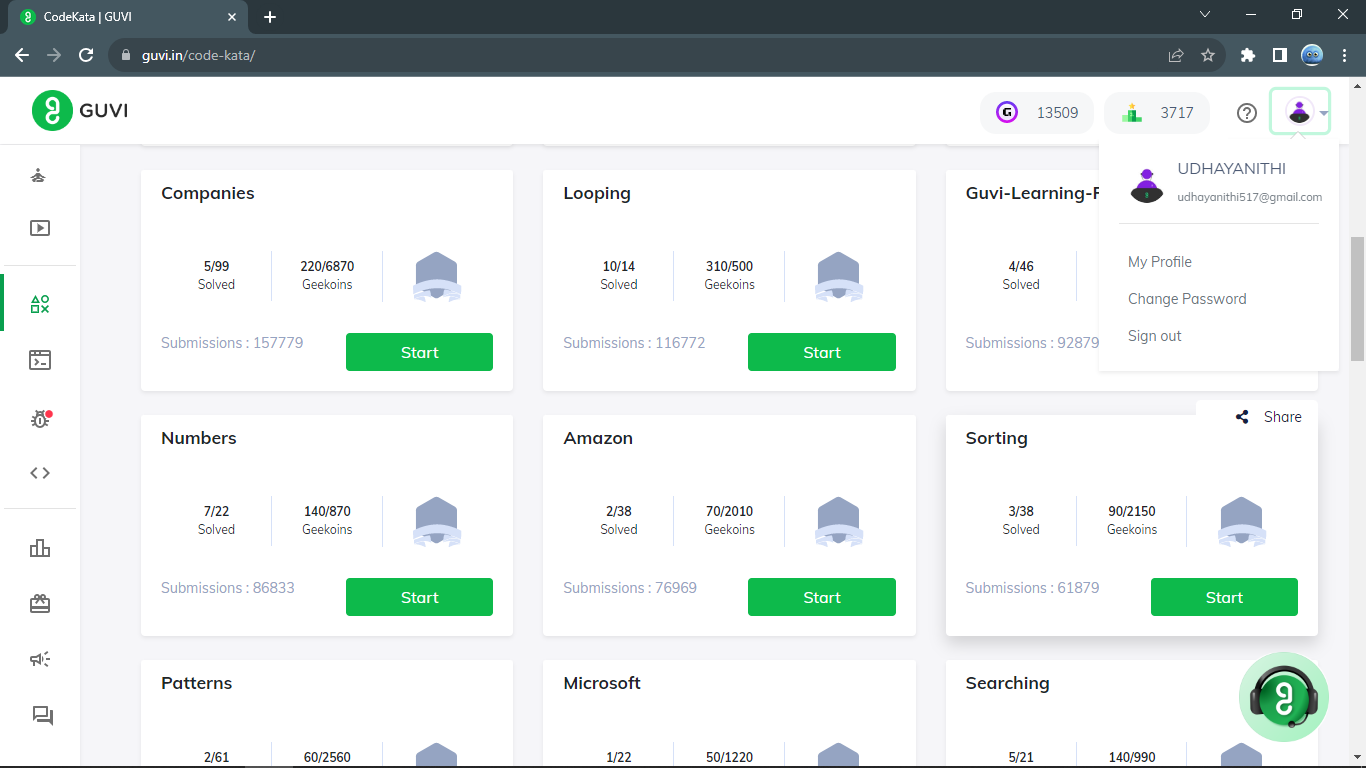 CodeKata | GUVI
guvi.in/code-kata/
GUVI
13509
3717
UDHAYANITHI
udhayanithi517@gmail.com
My Profile
Change Password
Sign out
Companies
5/99
Solved
220/6870
Geekoins
Submissions : 157779
Start
Looping
10/14
Solved
310/500
Geekoins
Submissions : 116772
Start
Guvi-Learning-
4/46
Solved
Submissions : 92879
Numbers
7/22
Solved
140/870
Geekoins
Submissions : 86833
Start
Amazon
2/38
Solved
70/2010
Geekoins
Submissions : 76969
Start
Share
Sorting
3/38
Solved
90/2150
Geekoins
Submissions : 61879
Start
Patterns
2/61
60/2560
Microsoft
1/22
50/1220
Searching
5/21
140/990